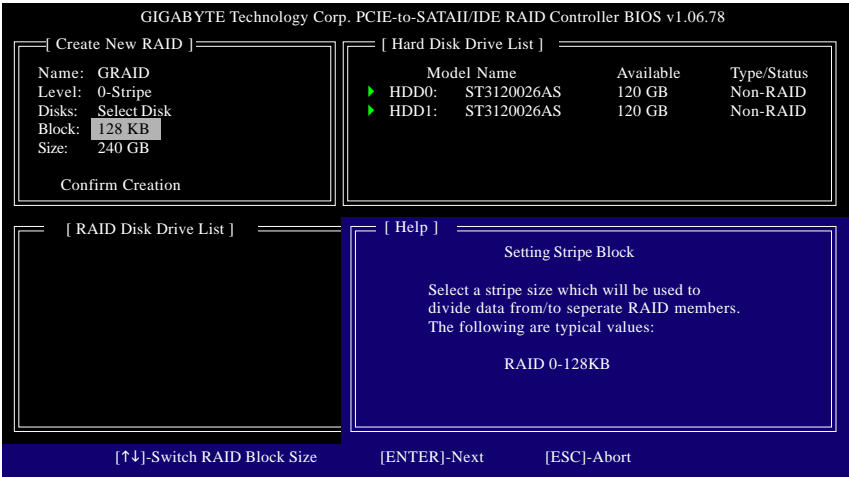 GIGABYTE Technology Corp. PCIE-to-SATAII/IDE RAID Controller BIOS v1.06.78
[ Create New RAID ]
Name: GRAID
Level: 0-Stripe
Disks: Select Disk
Block: 128 KB
Size: 240 GB
Confirm Creation
[ Hard Disk Drive List ]
Model Name Available Type/Status
HDD0: ST3120026AS 120 GB Non-RAID
HDD1: ST3120026AS 120 GB Non-RAID
[ RAID Disk Drive List ]
[ Help ]
Setting Stripe Block
Select a stripe size which will be used to
divide data from/to seperate RAID members.
The following are typical values:
RAID 0-128KB
[↑↓]-Switch RAID Block Size [ENTER]-Next [ESC]-Abort